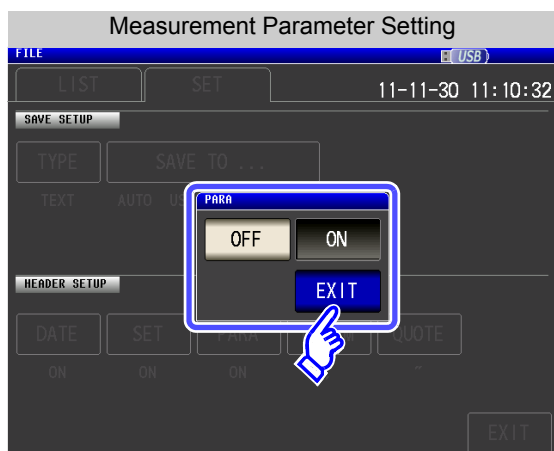 Measurement Parameter Setting
FILE USB
LIST SET 11-11-30 11:10:32
SAVE SETUP
TYPE SAVE TO ...
TEXT AUTO
PARA
OFF ON
EXIT
HEADER SETUP
DATE SET PARA QUOTE
ON ON ON "
EXIT